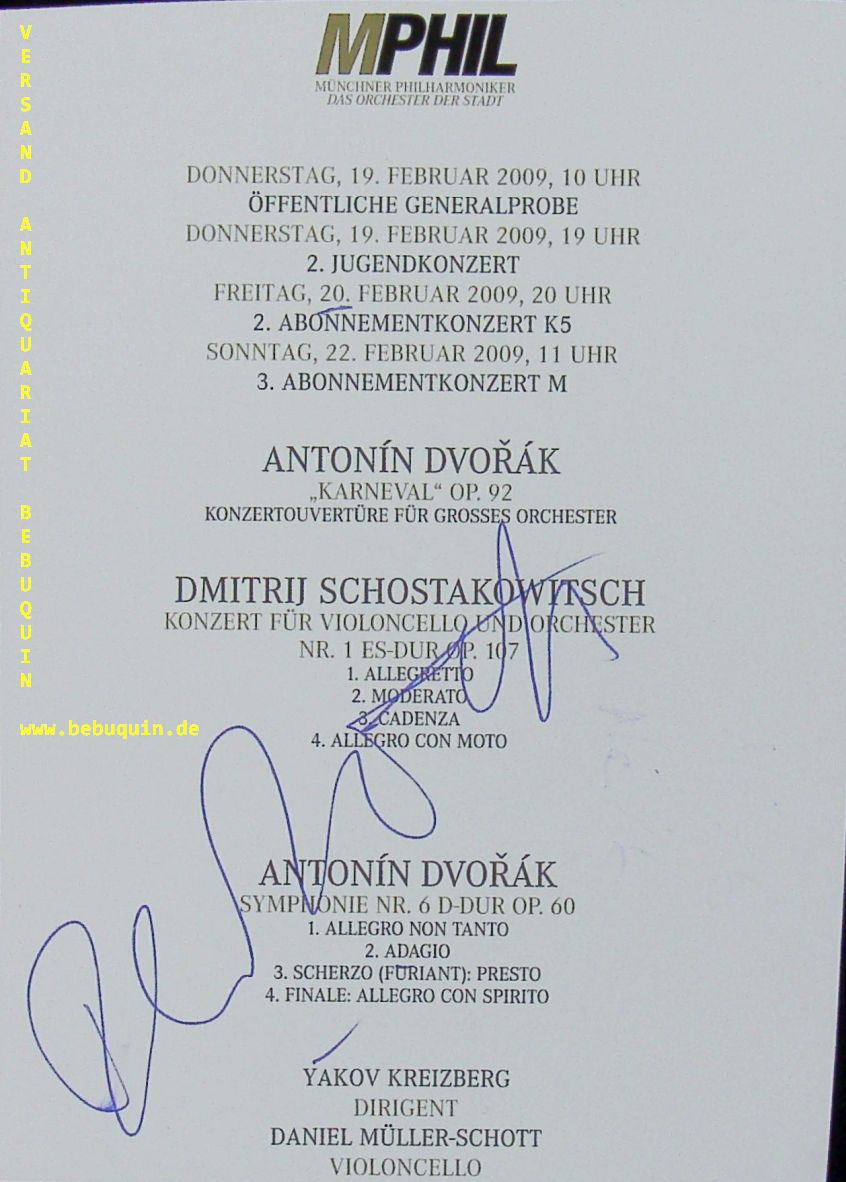 MPHIL
MÜNCHNER PHILHARMONIKER
DAS ORCHESTER DER STADT
DONNERSTAG, 19. FEBRUAR 2009, 10 UHR
ÖFFENTLICHE GENERALPROBE
DONNERSTAG, 19. FEBRUAR 2009, 19 UHR
2. JUGENDKONZERT
FREITAG, 20. FEBRUAR 2009, 20 UHR
2. ABONNEMENTKONZERT K5
SONNTAG, 22. FEBRUAR 2009, 11 UHR
3. ABONNEMENTKONZERT M
ANTONÍN DVOŘÁK
„KARNEVAL“ OP. 92
KONZERTOUVERTÜRE FÜR GROSSES ORCHESTER
DMITRIJ SCHOSTAKOWITSCH
KONZERT FÜR VIOLONCELLO UND ORCHESTER
NR. 1 ES-DUR OP. 107
1. ALLEGRETTO
2. MODERATO
3. CADENZA
4. ALLEGRO CON MOTO
ANTONÍN DVOŘÁK
SYMPHONIE NR. 6 D-DUR OP. 60
1. ALLEGRO NON TANTO
2. ADAGIO
3. SCHERZO (FURIANT): PRESTO
4. FINALE: ALLEGRO CON SPIRITO
YAKOV KREIZBERG
DIRIGENT
DANIEL MÜLLER-SCHOTT
VIOLONCELLO
VERSAND ANTIQUARIAT BEBUQUIN
www.bebuquin.de